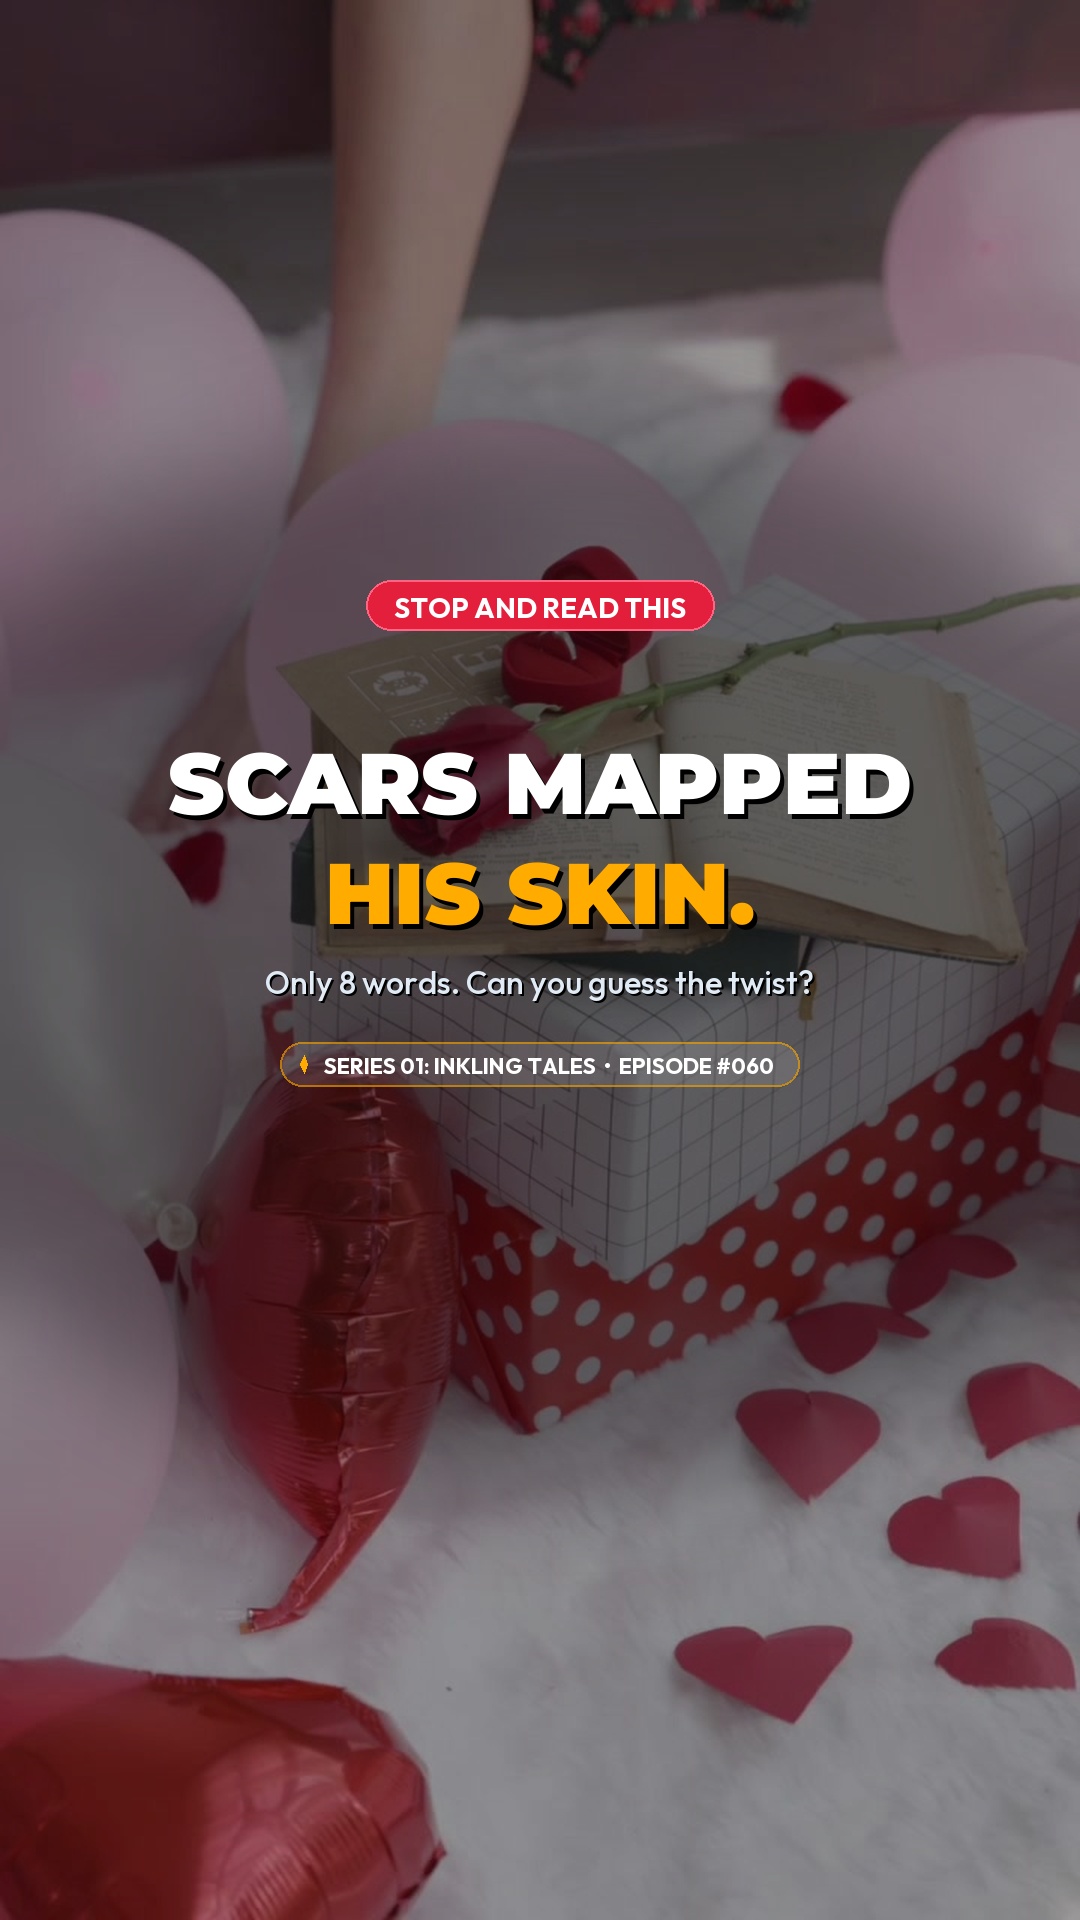 STOP AND READ THIS
SCARS MAPPED
HIS SKIN.
Only 8 words. Can you guess the twist?
SERIES 01: INKLING TALES • EPISODE #060